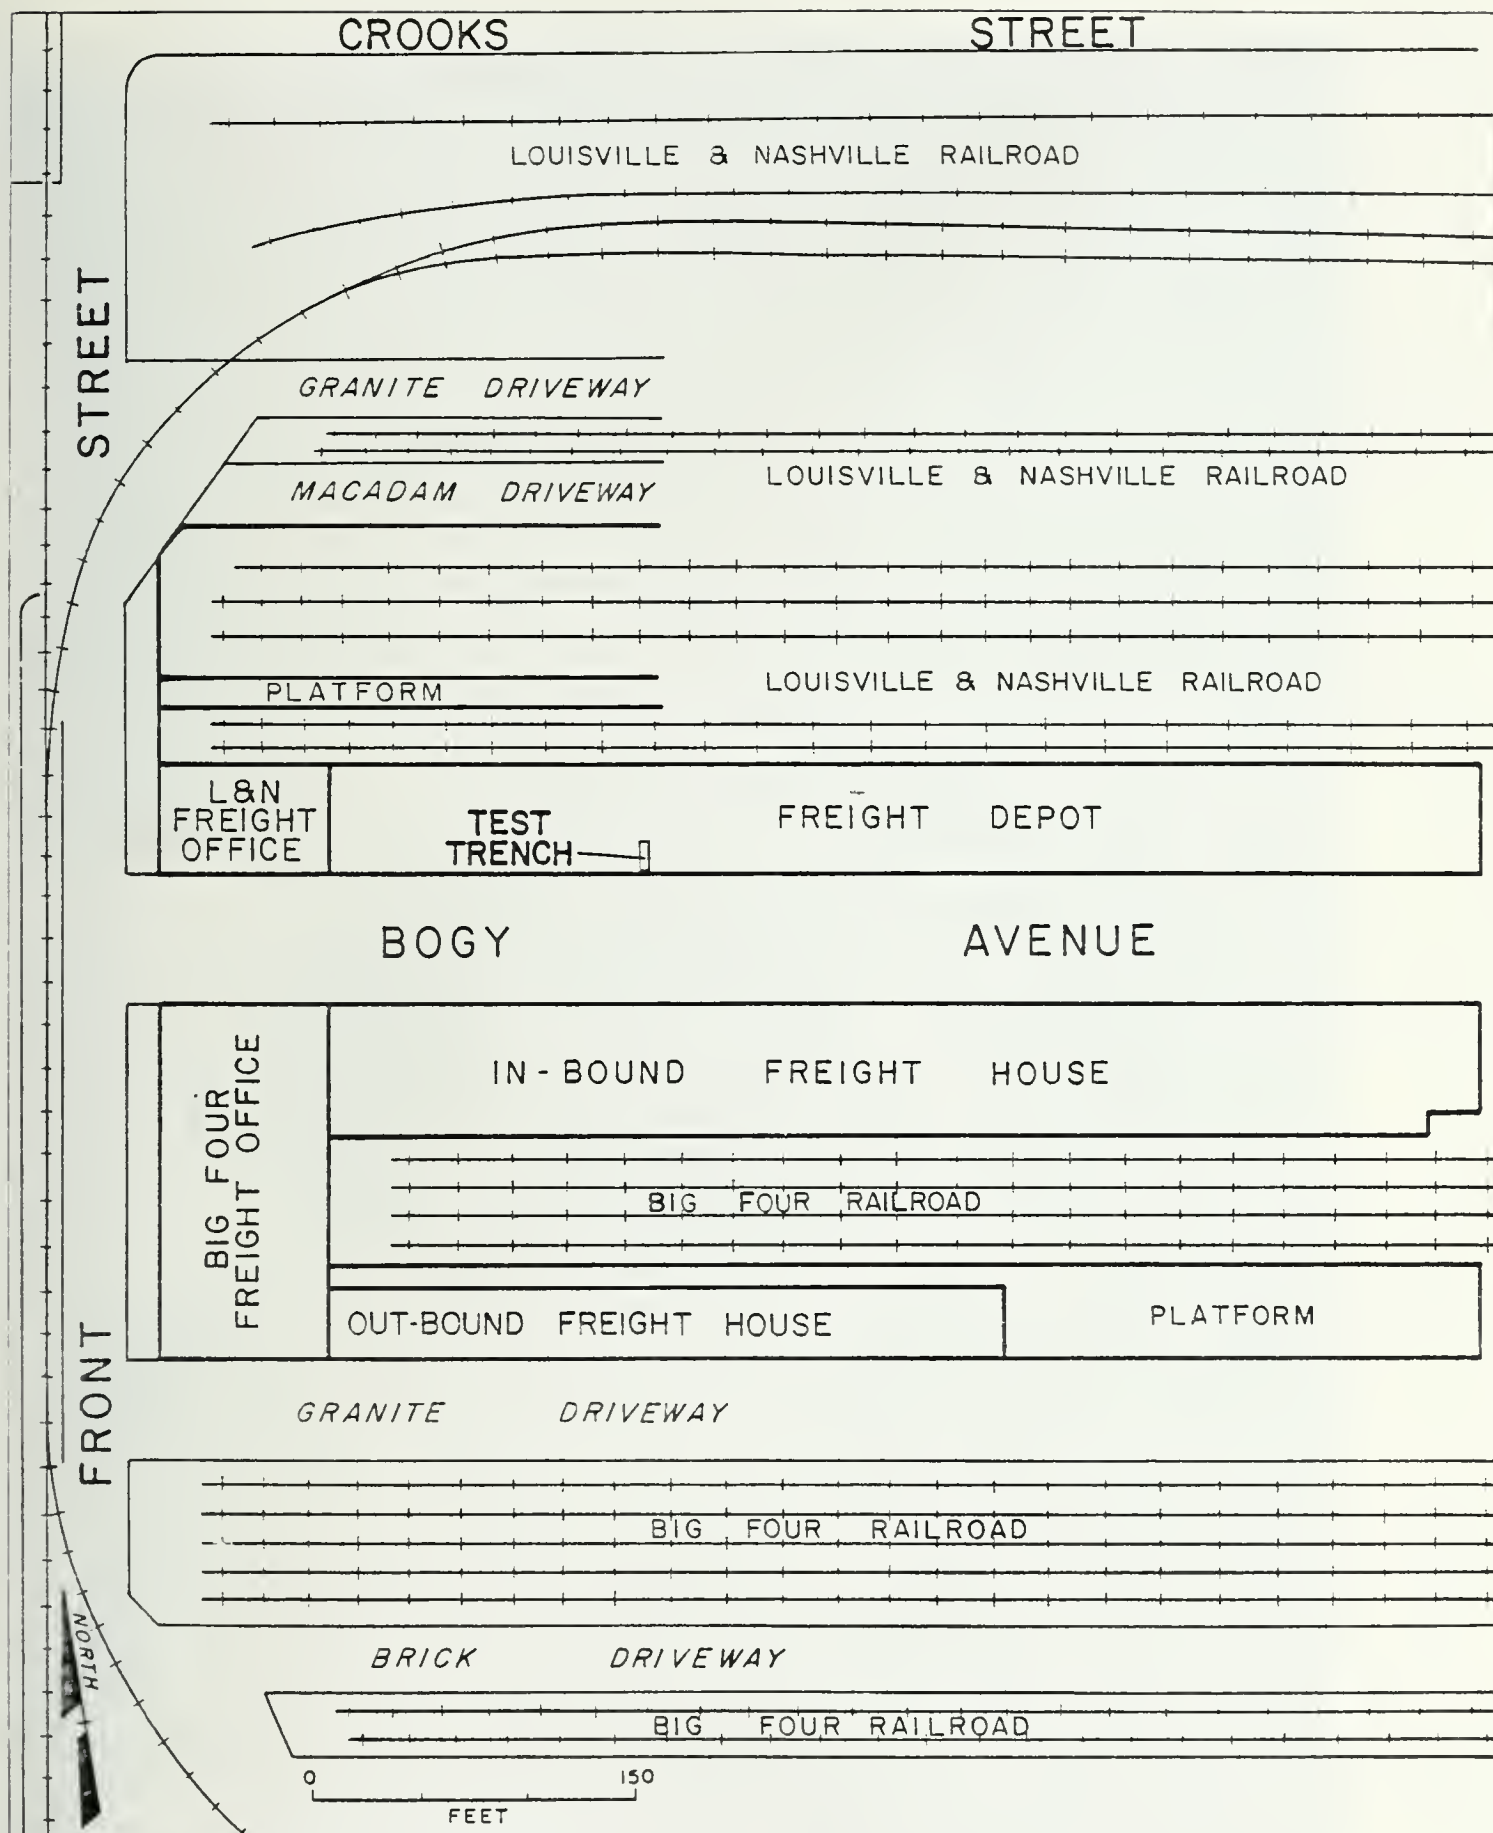 CROOKS STREET
LOUISVILLE & NASHVILLE RAILROAD
STREET
GRANITE DRIVEWAY
LOUISVILLE & NASHVILLE RAILROAD
MACADAM DRIVEWAY
LOUISVILLE & NASHVILLE RAILROAD
PLATFORM
L&N
FREIGHT
OFFICE
TEST
TRENCH
FREIGHT DEPOT
BOGY AVENUE
BIG FOUR
FREIGHT OFFICE
IN-BOUND FREIGHT HOUSE
BIG FOUR RAILROAD
OUT-BOUND FREIGHT HOUSE
PLATFORM
FRONT
GRANITE DRIVEWAY
BIG FOUR RAILROAD
NORTH
BRICK DRIVEWAY
BIG FOUR RAILROAD
0 150
FEET